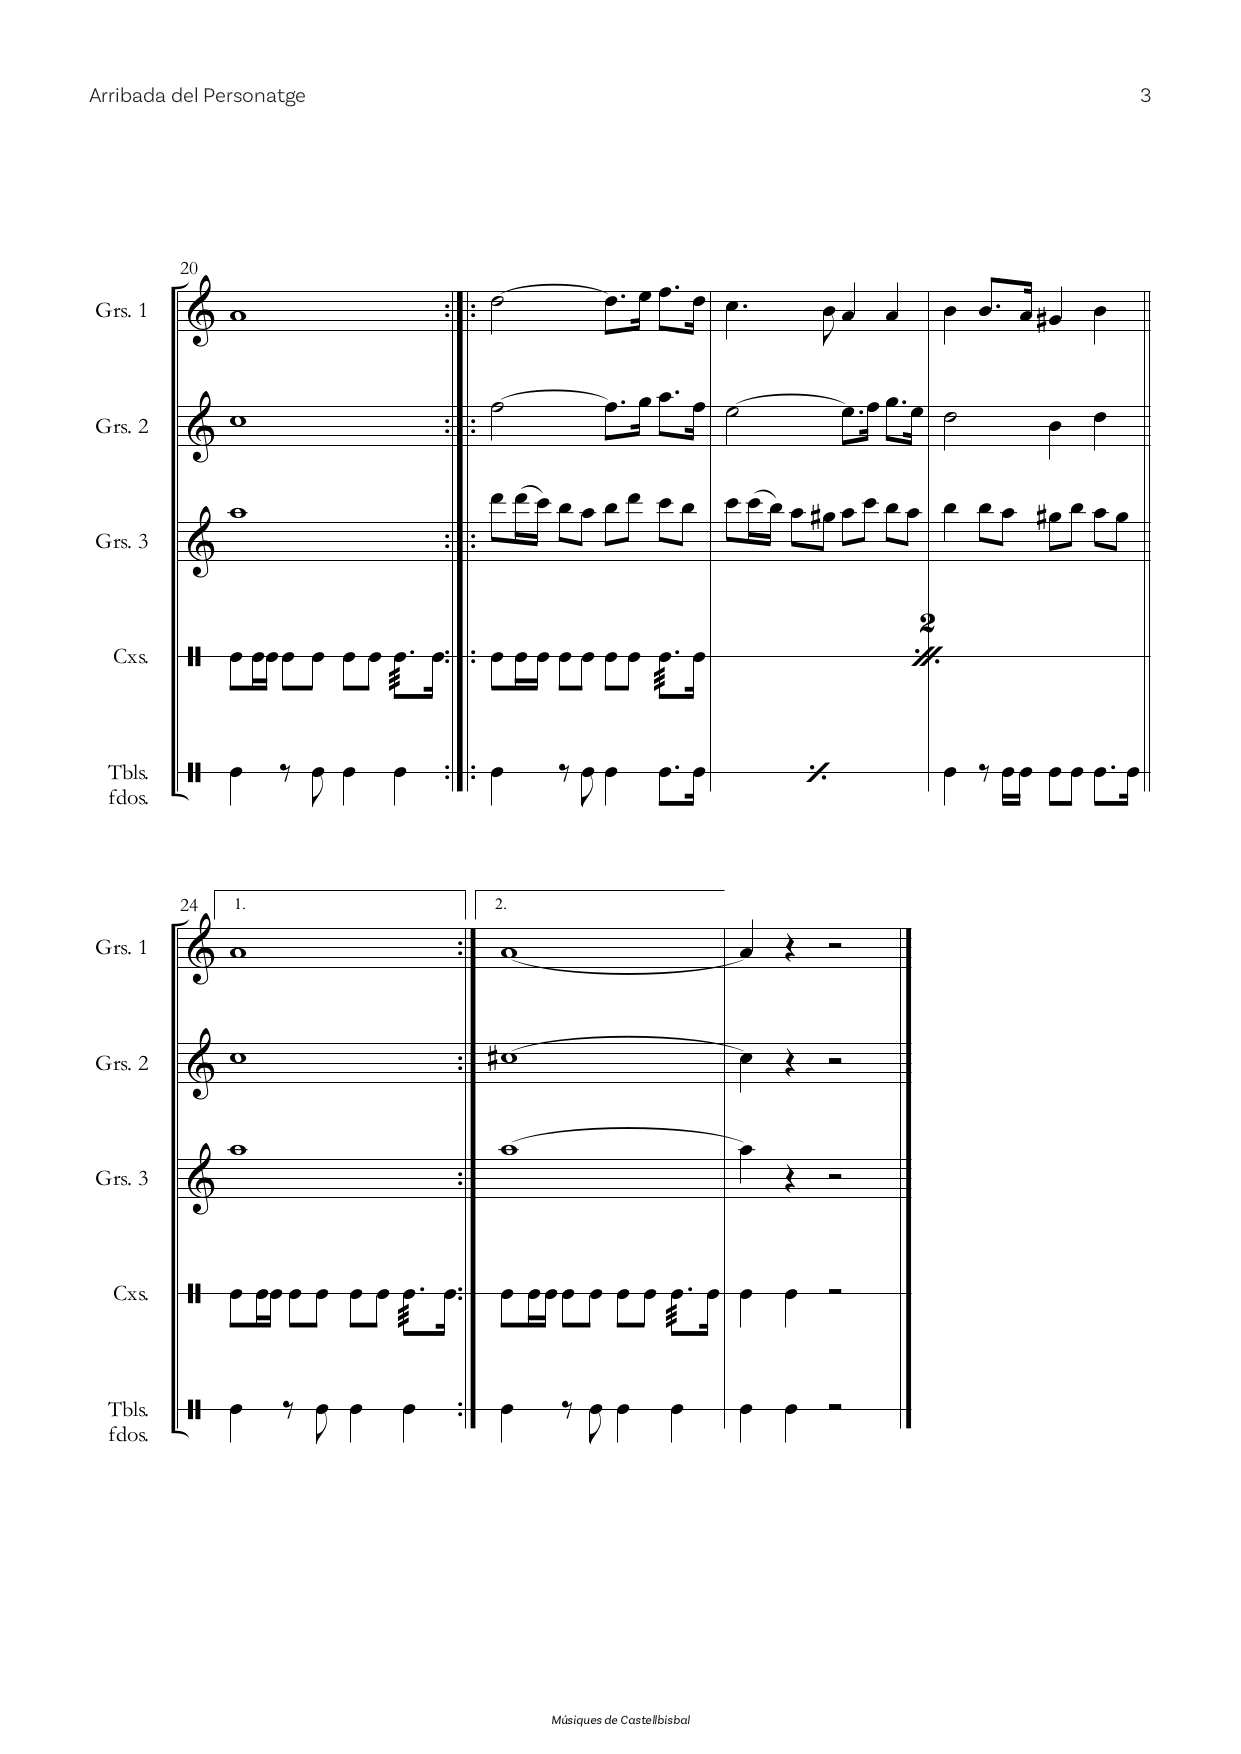 Arribada del Personatge 3
20
Grs. 1
Grs. 2
Grs. 3
2
Cxs.
Tbls.
fdos.
24 1. 2.
Grs. 1
Grs. 2
Grs. 3
Cxs.
Tbls.
fdos.
Músiques de Castellbisbal